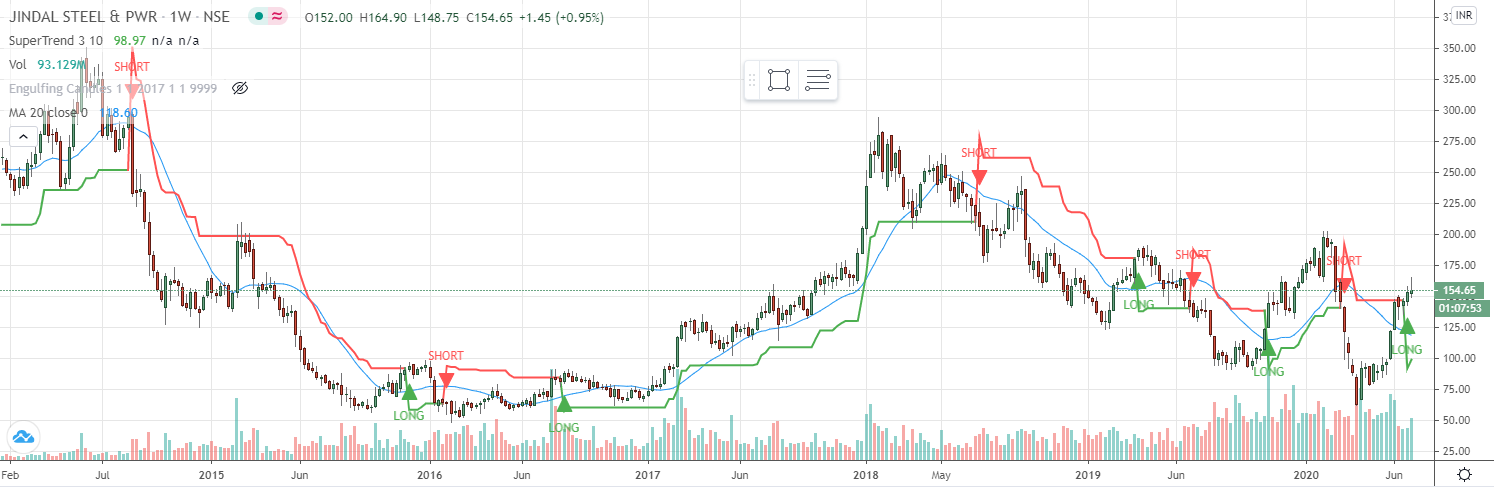 JINDAL STEEL & PWR · 1W · NSE O152.00 H164.90 L148.75 C154.65 +1.45 (+0.95%)
INR
SuperTrend 3 10 98.97 n/a n/a
Vol 93.129M
Engulfing Candles 1 1 2017 1 1 9999
MA 20 close 0 118.60
SHORT
SHORT
SHORT
SHORT
SHORT
LONG
LONG
LONG
LONG
LONG
350.00
325.00
300.00
275.00
250.00
225.00
200.00
175.00
154.65
01:07:53
125.00
100.00
75.00
50.00
25.00
Feb Jul 2015 Jun 2016 Jun 2017 Jun 2018 May 2019 Jun 2020 Jun